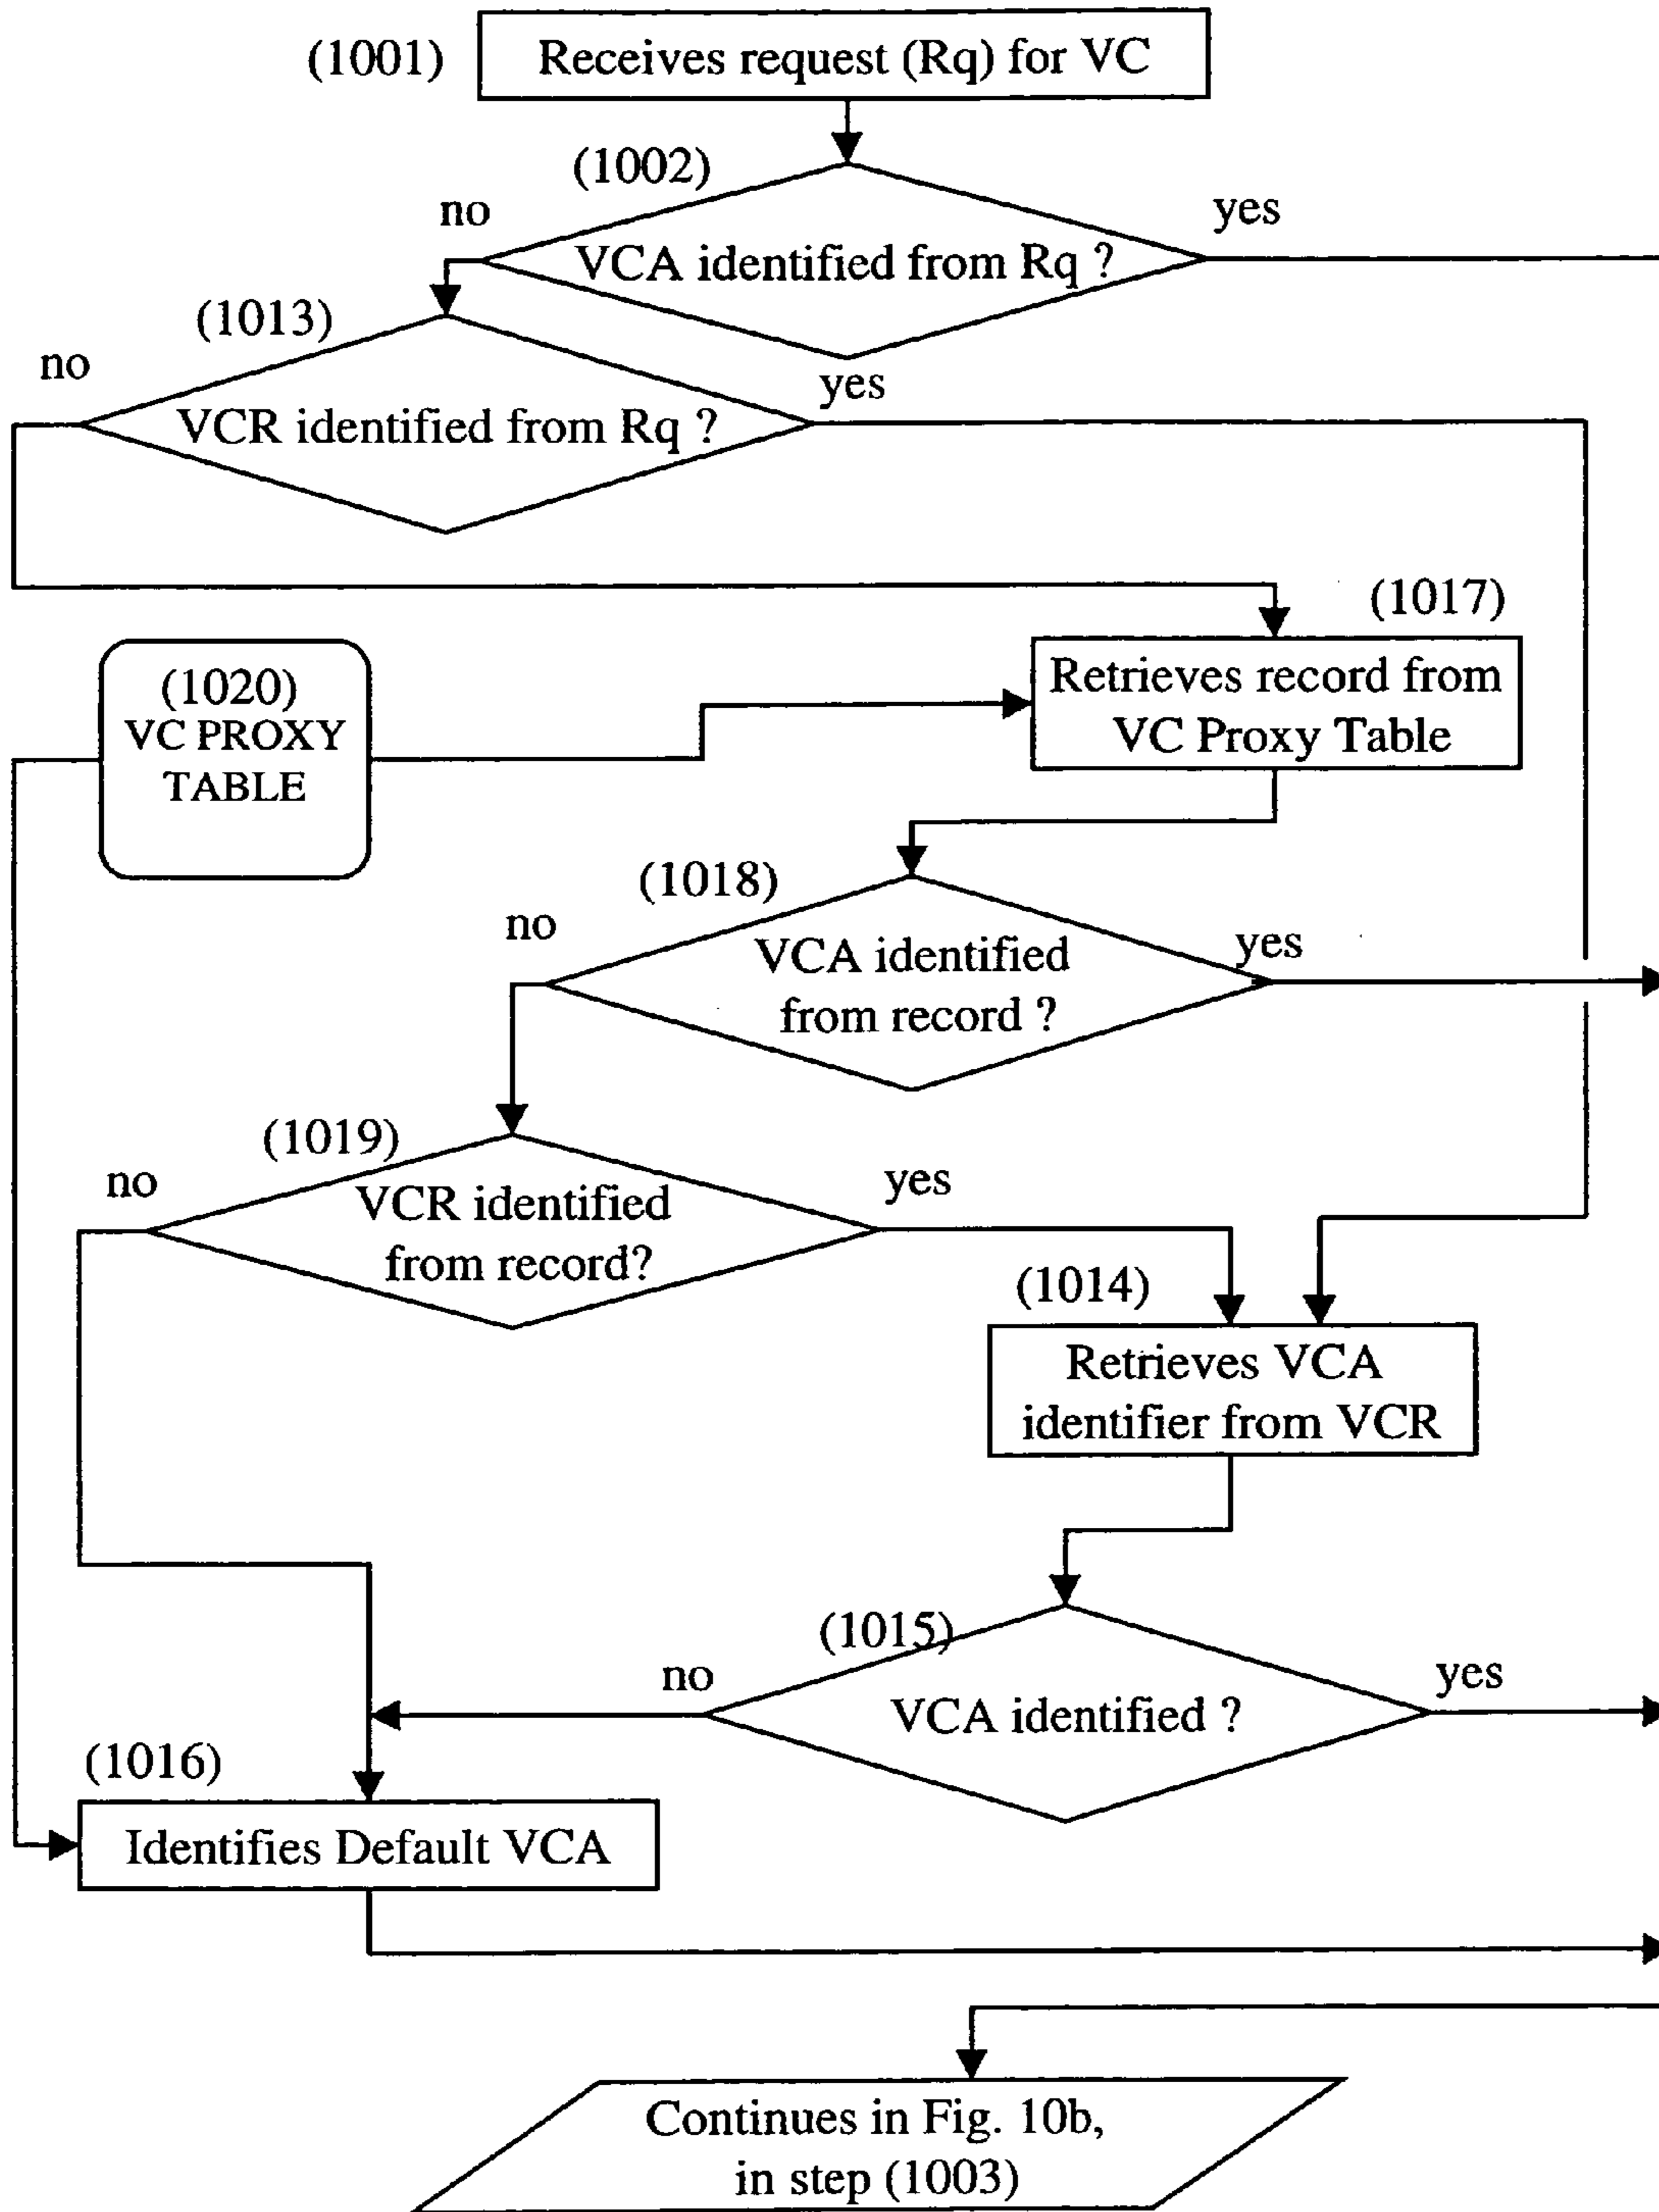 (1001)
Receives request (Rq) for VC
(1002)
no
yes
VCA identified from Rq ?
(1013)
no
yes
VCR identified from Rq ?
(1017)
Retrieves record from
VC Proxy Table
(1020)
VC PROXY
TABLE
(1018)
no
yes
VCA identified
from record ?
(1019)
no
yes
VCR identified
from record?
(1014)
Retrieves VCA
identifier from VCR
(1015)
no
yes
VCA identified ?
(1016)
Identifies Default VCA
Continues in Fig. 10b,
in step (1003)